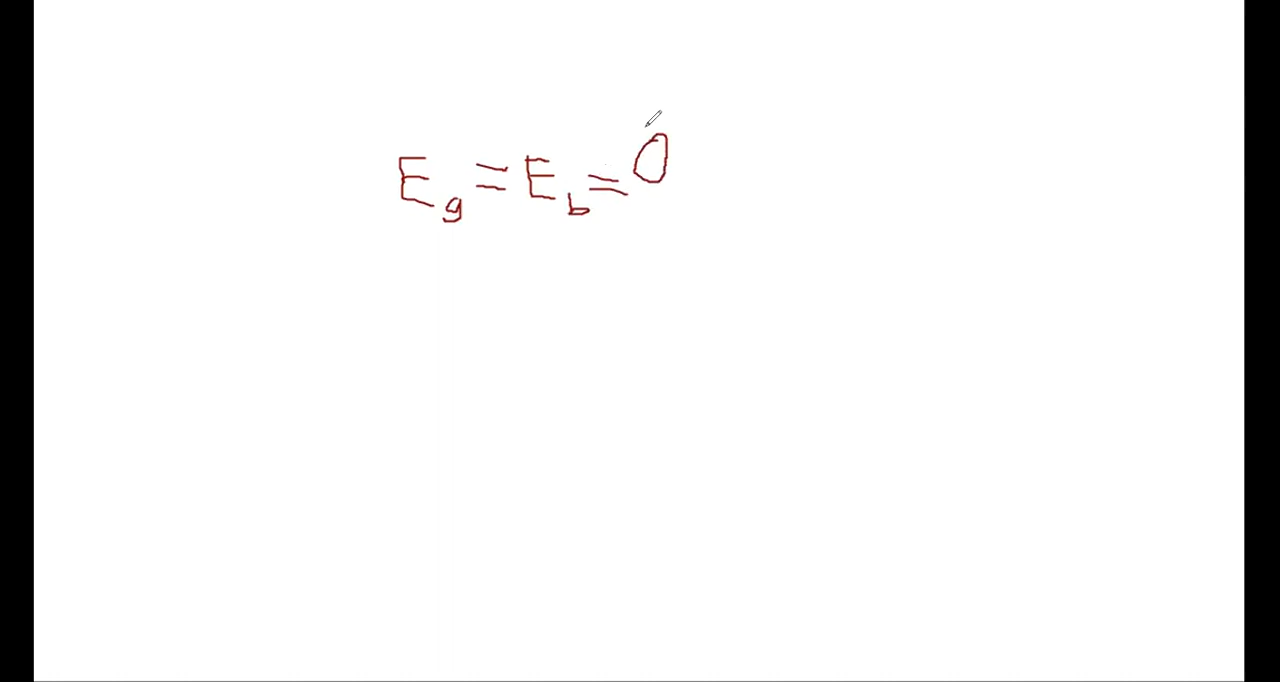 E_g = E_b = 0